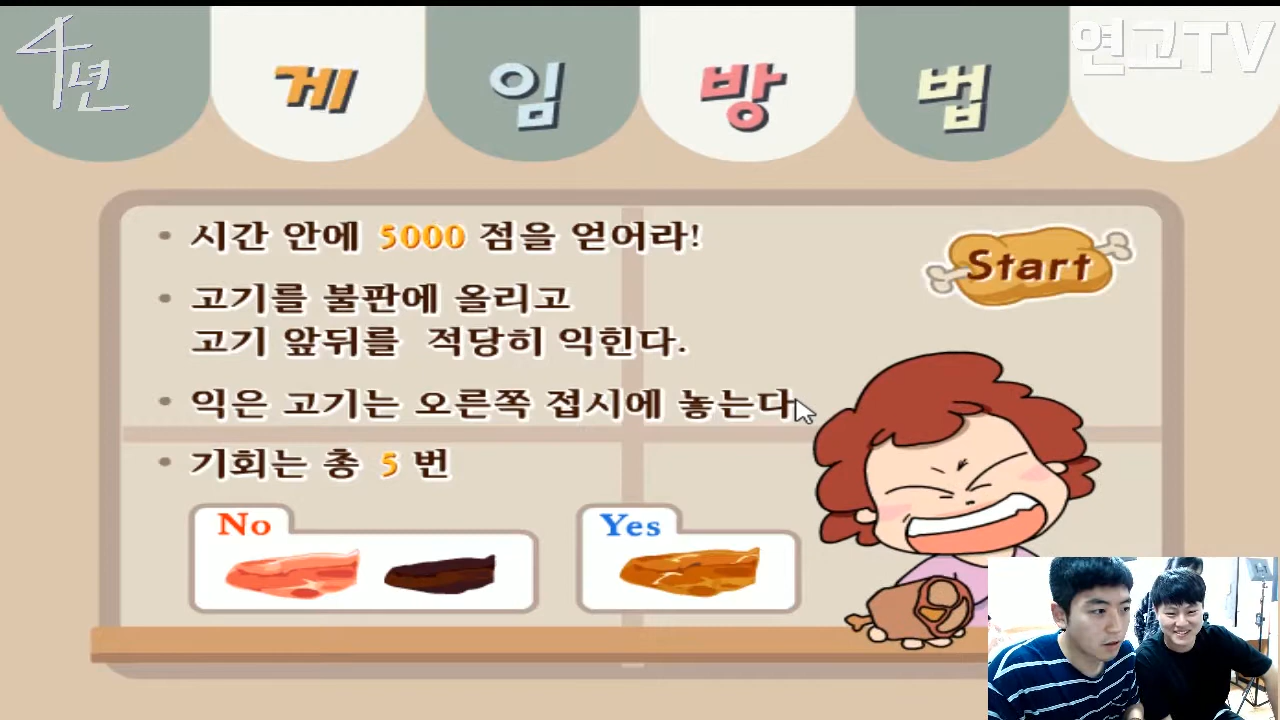 4년
연고TV
게임방법
시간 안에 5000 점을 얻어라!
고기를 불판에 올리고
고기 앞뒤를 적당히 익힌다.
익은 고기는 오른쪽 접시에 놓는다
기회는 총 5 번
Start
No
Yes